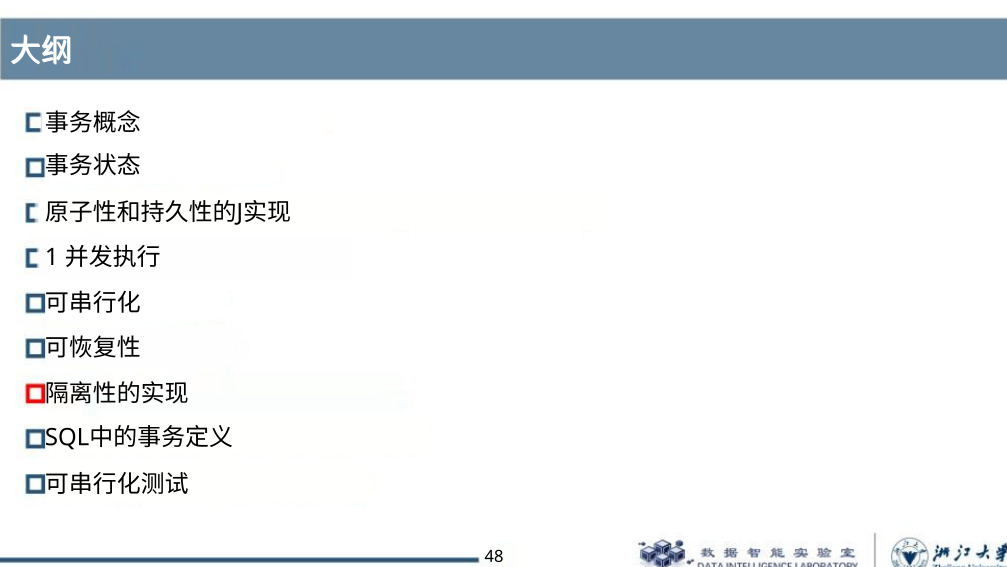 大纲
事务概念
事务状态
原子性和持久性的J实现
1 并发执行
可串行化
可恢复性
隔离性的实现
SQL中的事务定义
可串行化测试
48
数据智能实验室
DATA INTELLIGENCE LABORATORY
浙江大学